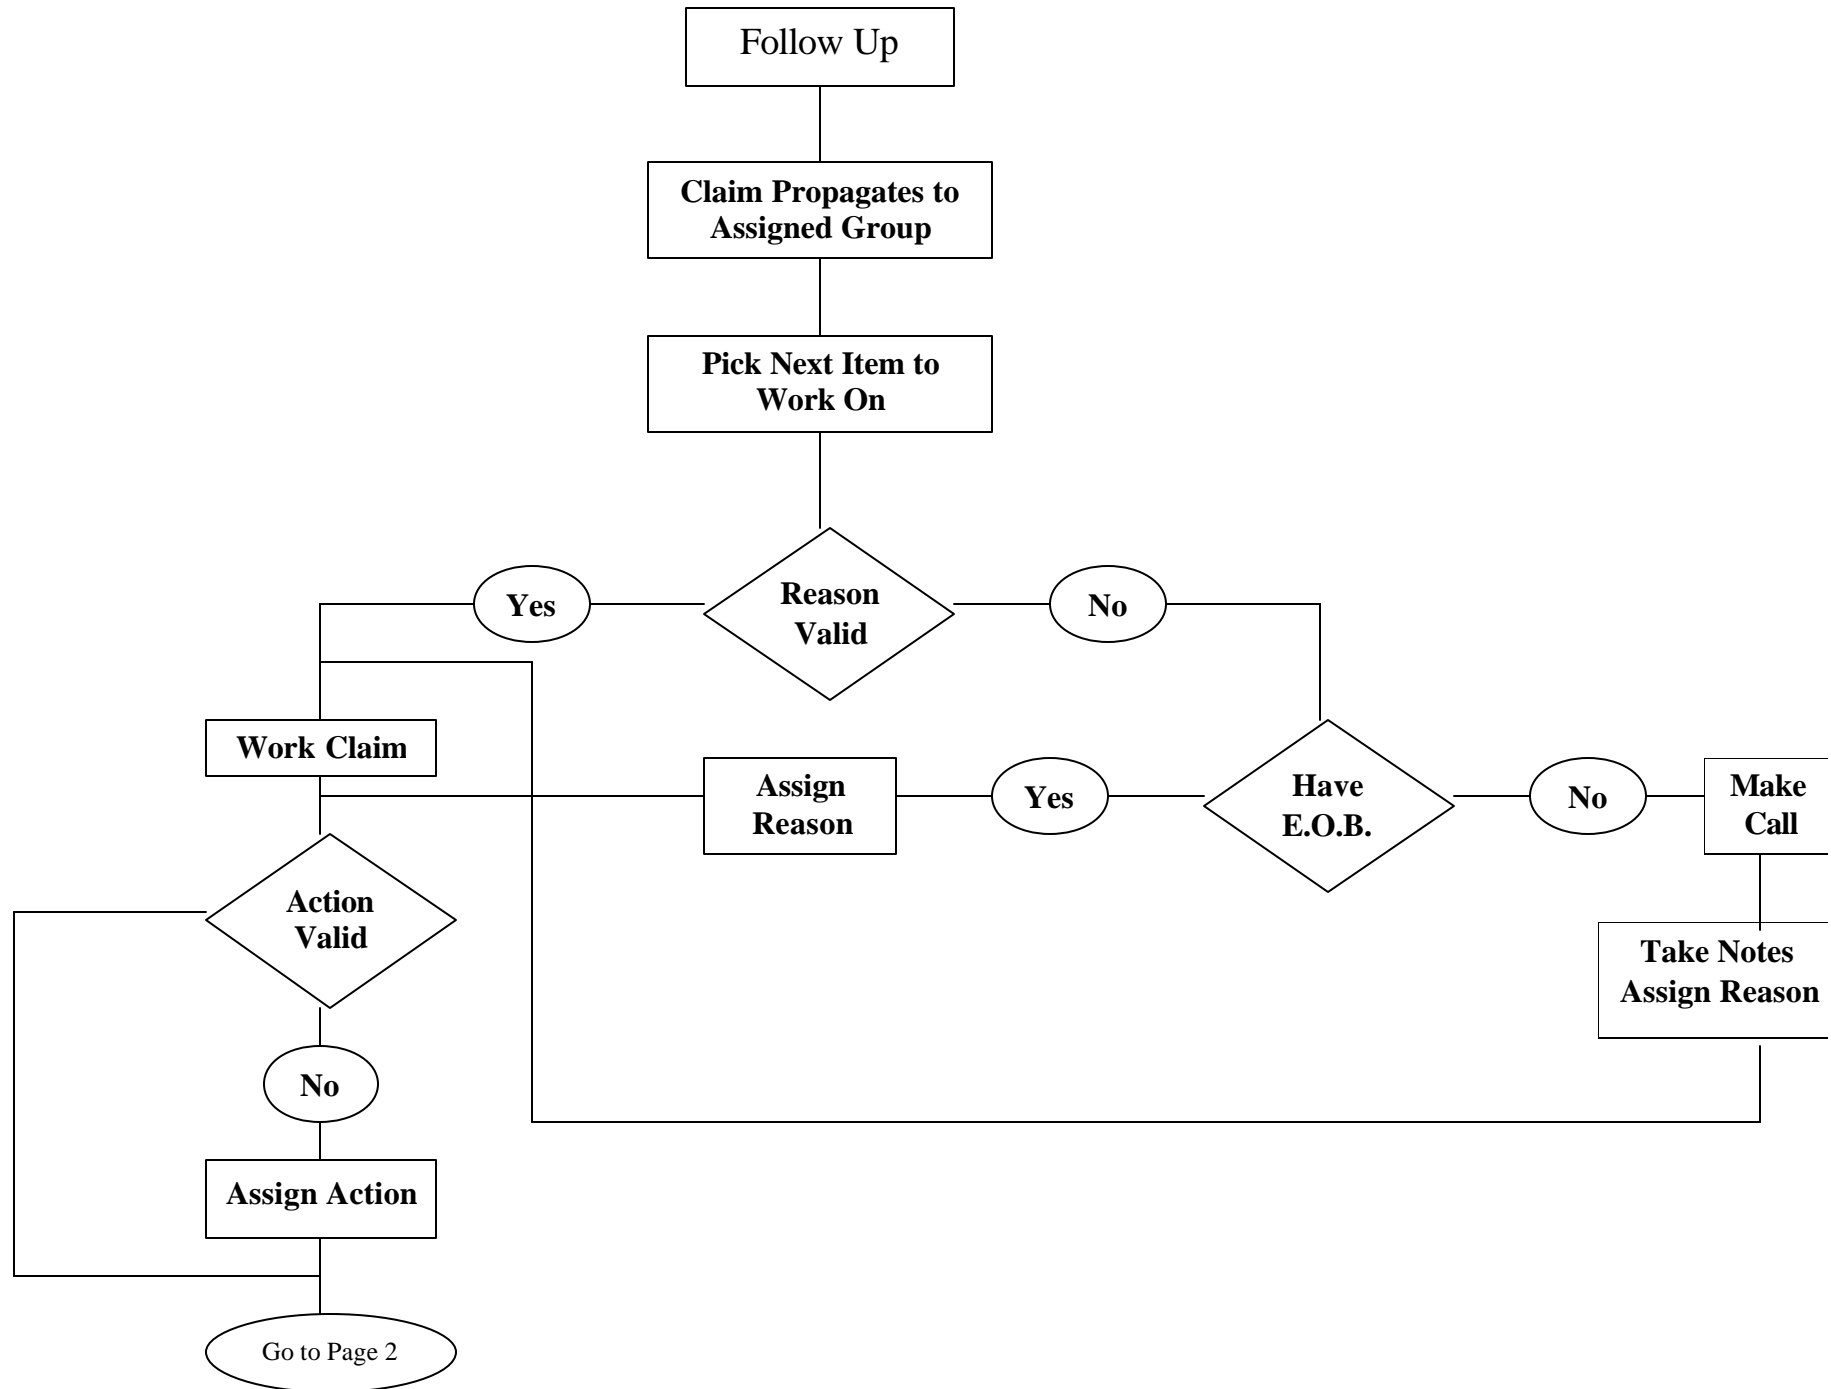 Follow Up
Claim Propagates to
Assigned Group
Pick Next Item to
Work On
Reason
Valid
Yes
No
Work Claim
Assign
Reason
Yes
Have
E.O.B.
No
Make
Call
Action
Valid
Take Notes
Assign Reason
No
Assign Action
Go to Page 2